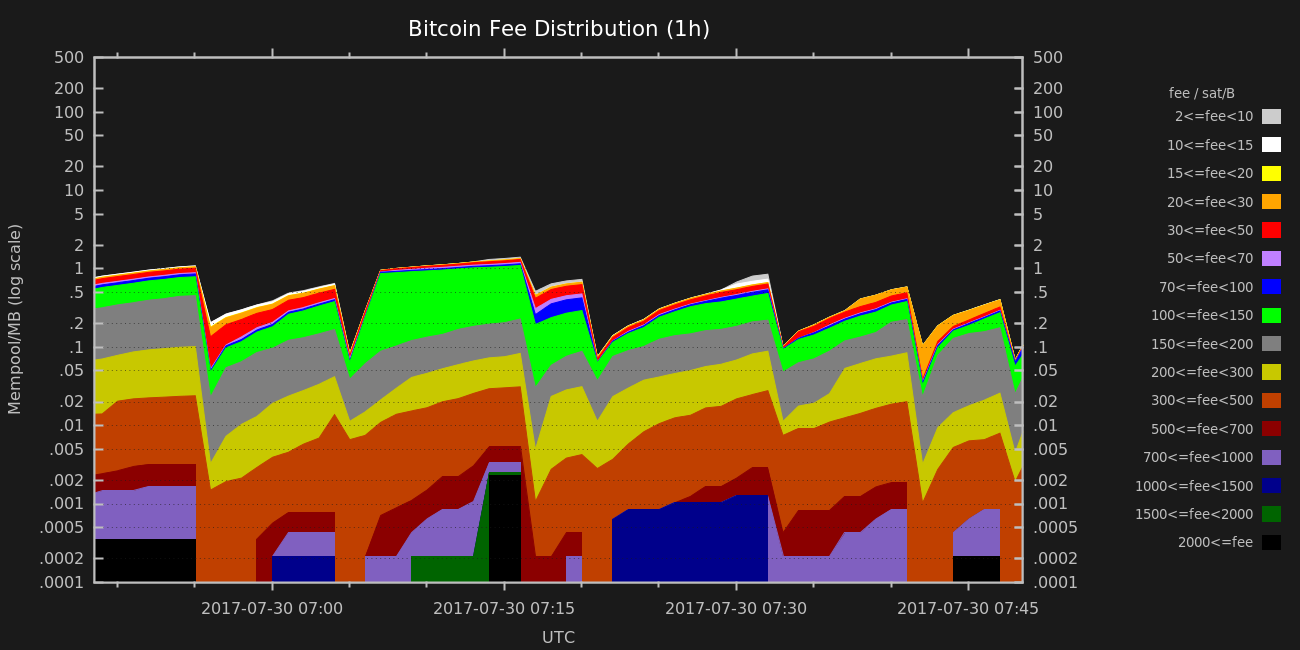 Bitcoin Fee Distribution (1h)
Mempool/MB (log scale)
500
200
100
50
20
10
5
2
1
.5
.2
.1
.05
.02
.01
.005
.002
.001
.0005
.0002
.0001
500
200
100
50
20
10
5
2
1
.5
.2
.1
.05
.02
.01
.005
.002
.001
.0005
.0002
.0001
2017-07-30 07:00
2017-07-30 07:15
2017-07-30 07:30
2017-07-30 07:45
UTC
fee / sat/B
2<=fee<10
10<=fee<15
15<=fee<20
20<=fee<30
30<=fee<50
50<=fee<70
70<=fee<100
100<=fee<150
150<=fee<200
200<=fee<300
300<=fee<500
500<=fee<700
700<=fee<1000
1000<=fee<1500
1500<=fee<2000
2000<=fee